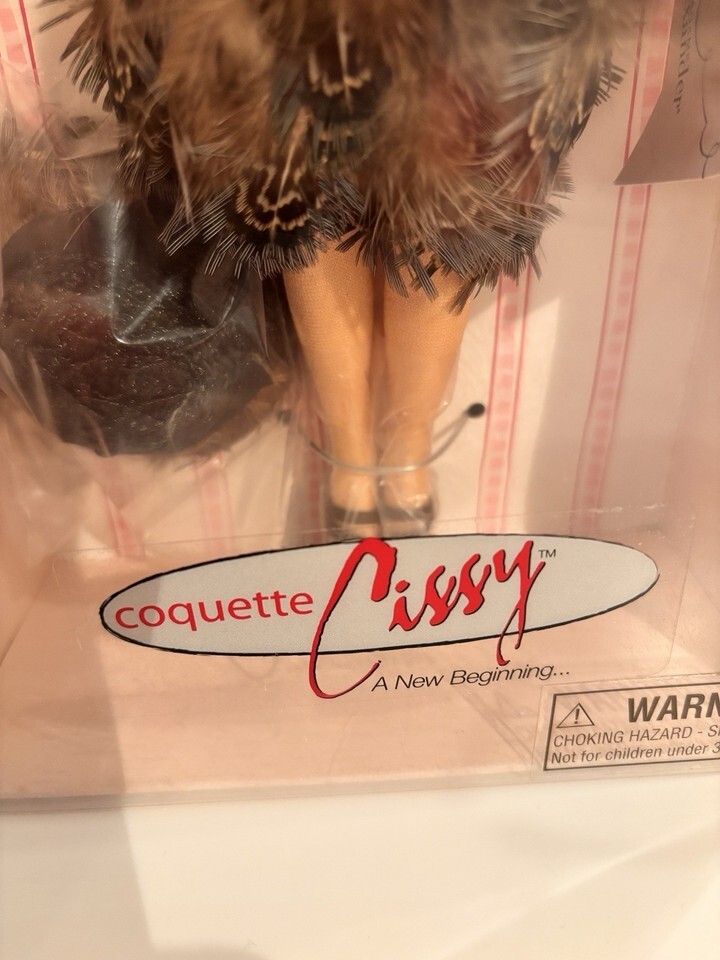 coquette Cissy™
A New Beginning...
WARN
CHOKING HAZARD - S
Not for children under 3